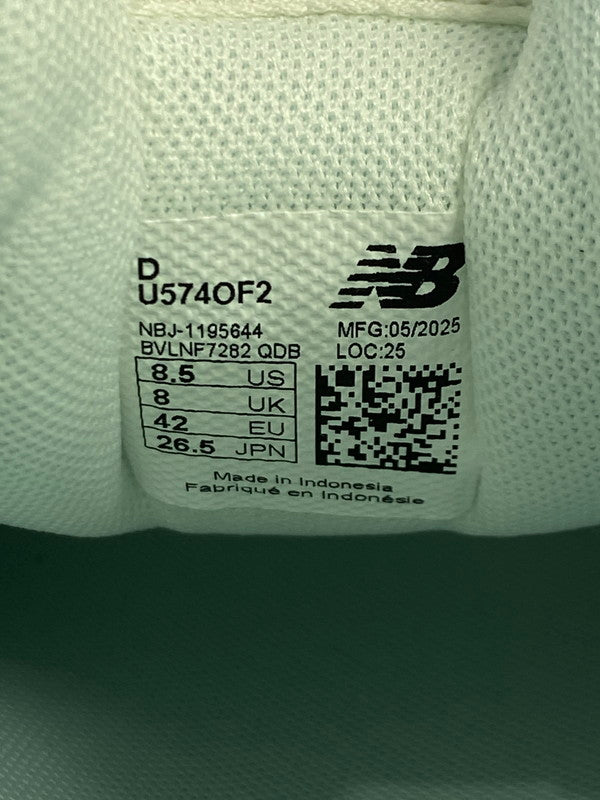 D
U574OF2
NB
NBJ-1195644
MFG:05/2025
BVLNF7282 QDB
LOC:25
8.5 US
8 UK
42 EU
26.5 JPN
Made in Indonesia
Fabriqué en Indonésie